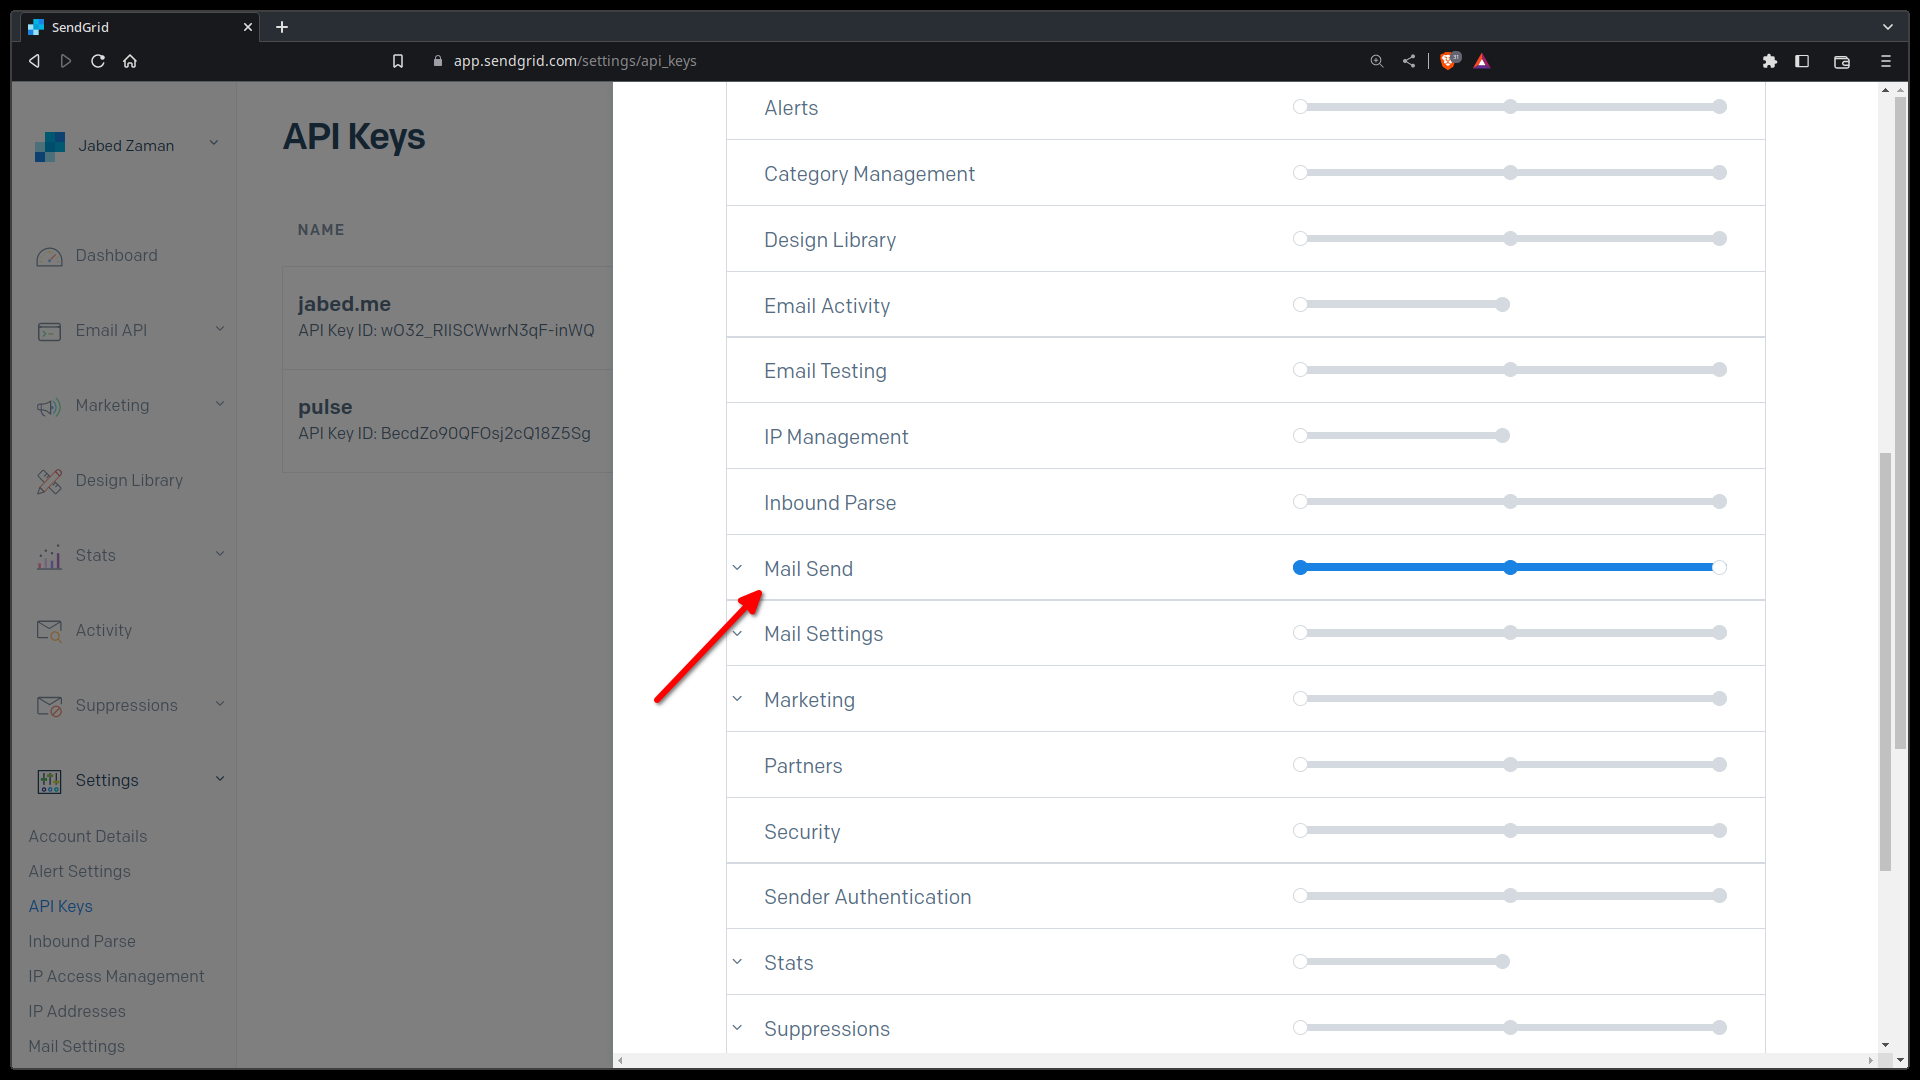 SendGrid
app.sendgrid.com/settings/api_keys
Jabed Zaman
Dashboard
Email API
Marketing
Design Library
Stats
Activity
Suppressions
Settings
Account Details
Alert Settings
API Keys
Inbound Parse
IP Access Management
IP Addresses
Mail Settings
API Keys
NAME
jabed.me
API Key ID: wO32_RIISCWwrN3qF-inWQ
pulse
API Key ID: BecdZo90QFOsj2cQ18Z5Sg
Alerts
Category Management
Design Library
Email Activity
Email Testing
IP Management
Inbound Parse
Mail Send
Mail Settings
Marketing
Partners
Security
Sender Authentication
Stats
Suppressions